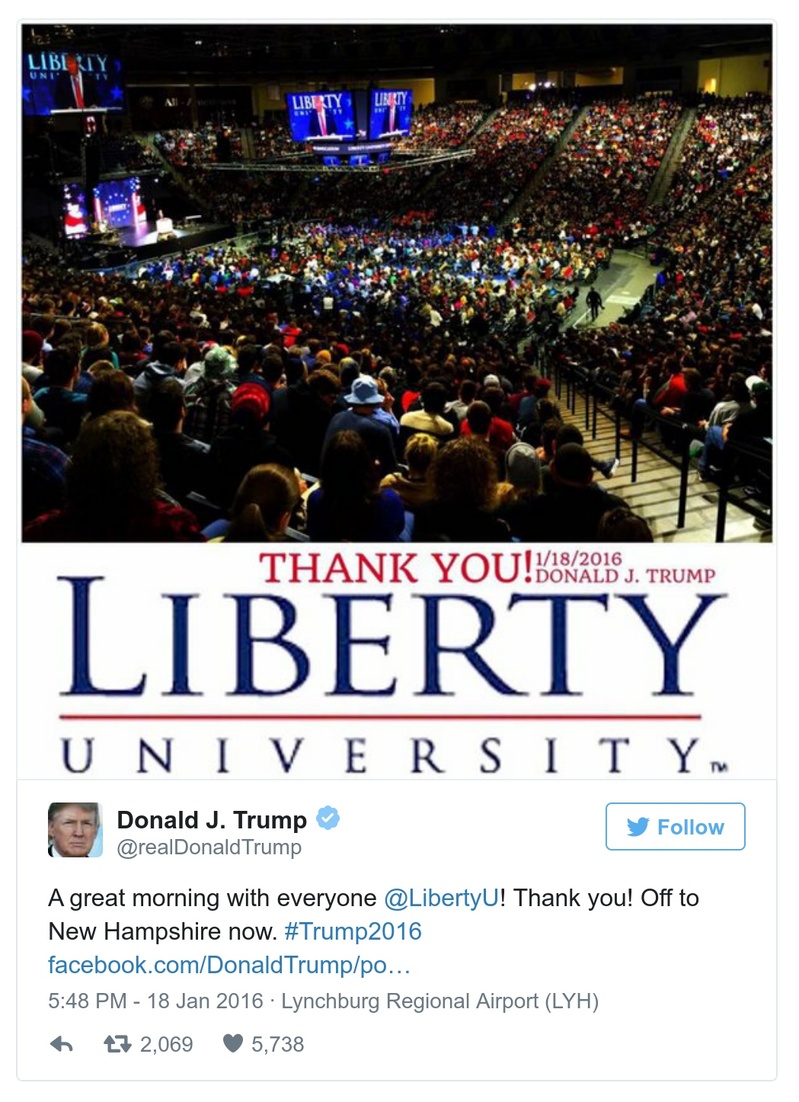 LIBERTY
UNI TY
LIBERTY
LIBERTY
THANK YOU! 1/18/2016
DONALD J. TRUMP
LIBERTY
UNIVERSITY™
Donald J. Trump
@realDonaldTrump
Follow
A great morning with everyone @LibertyU! Thank you! Off to
New Hampshire now. #Trump2016
facebook.com/DonaldTrump/po…
5:48 PM - 18 Jan 2016 · Lynchburg Regional Airport (LYH)
2,069 5,738